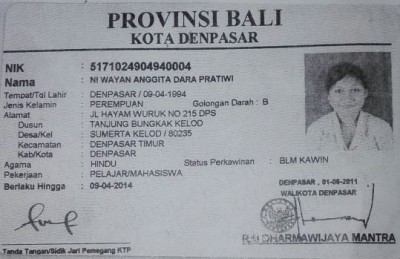 PROVINSI BALI
KOTA DENPASAR
NIK : 5171024904940004
Nama : NI WAYAN ANGGITA DARA PRATIWI
Tempat/Tgl Lahir : DENPASAR / 09-04-1994
Jenis Kelamin : PEREMPUAN Golongan Darah : B
Alamat : JL HAYAM WURUK NO 215 DPS
Dusun : TANJUNG BUNGKAK KELOD
Desa/Kel : SUMERTA KELOD / 80235
Kecamatan : DENPASAR TIMUR
Kab/Kota : DENPASAR
Agama : HINDU Status Perkawinan : BLM KAWIN
Pekerjaan : PELAJAR/MAHASISWA
Berlaku Hingga : 09-04-2014
DENPASAR , 01-09-2011
WALIKOTA DENPASAR
DHARMAWIJAYA MANTRA
Tanda Tangan/Sidik Jari Pemegang KTP